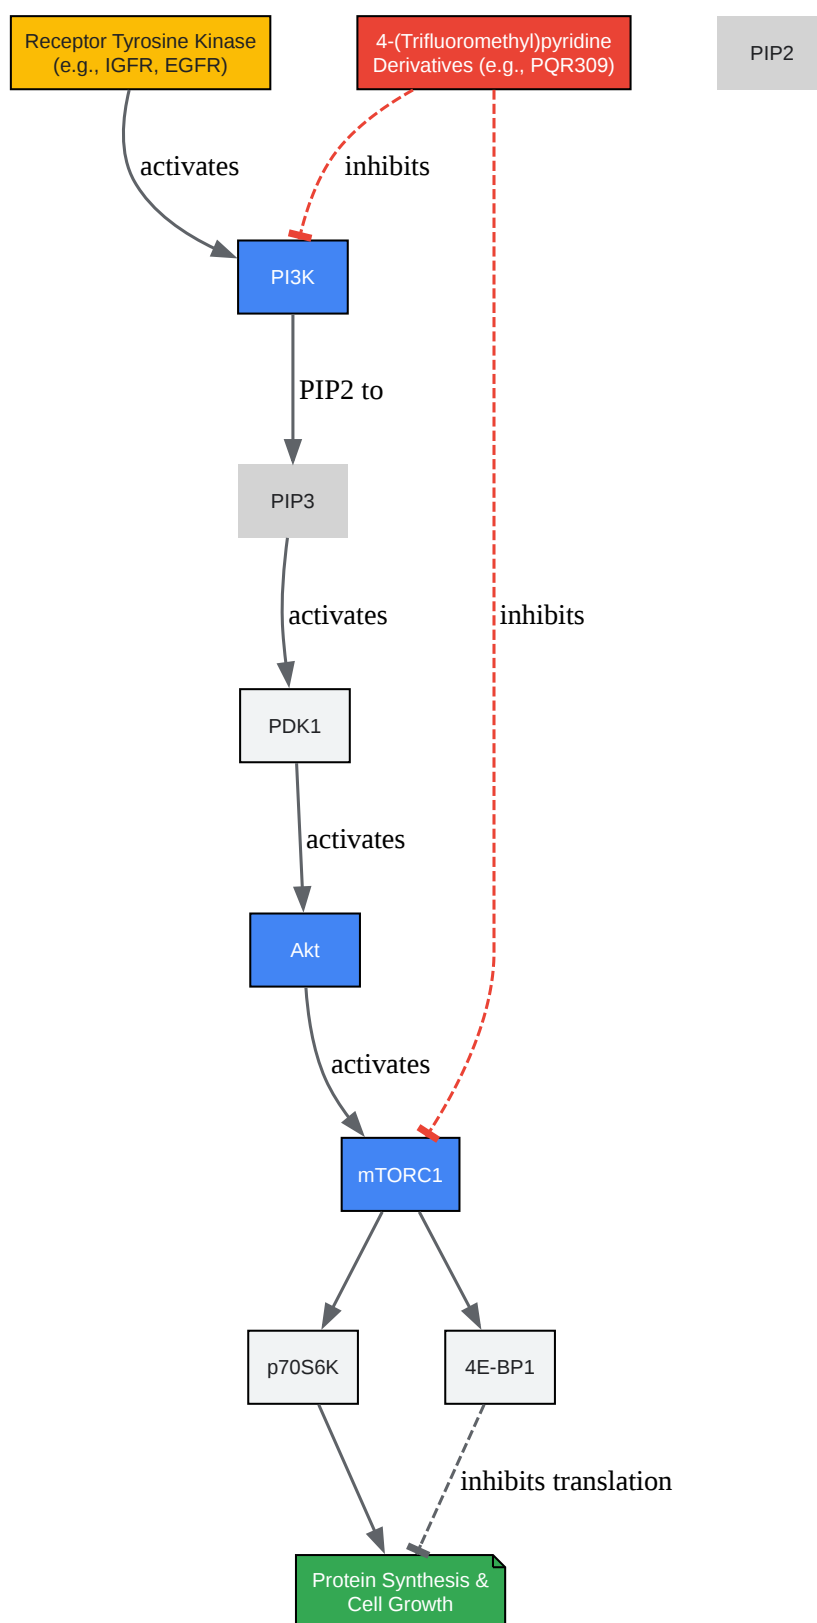 Receptor Tyrosine Kinase
(e.g., IGFR, EGFR)
4-(Trifluoromethyl)pyridine
Derivatives (e.g., PQR309)
PIP2
activates
inhibits
PI3K
PIP2 to
PIP3
activates
inhibits
PDK1
activates
Akt
activates
mTORC1
p70S6K
4E-BP1
inhibits translation
Protein Synthesis &
Cell Growth